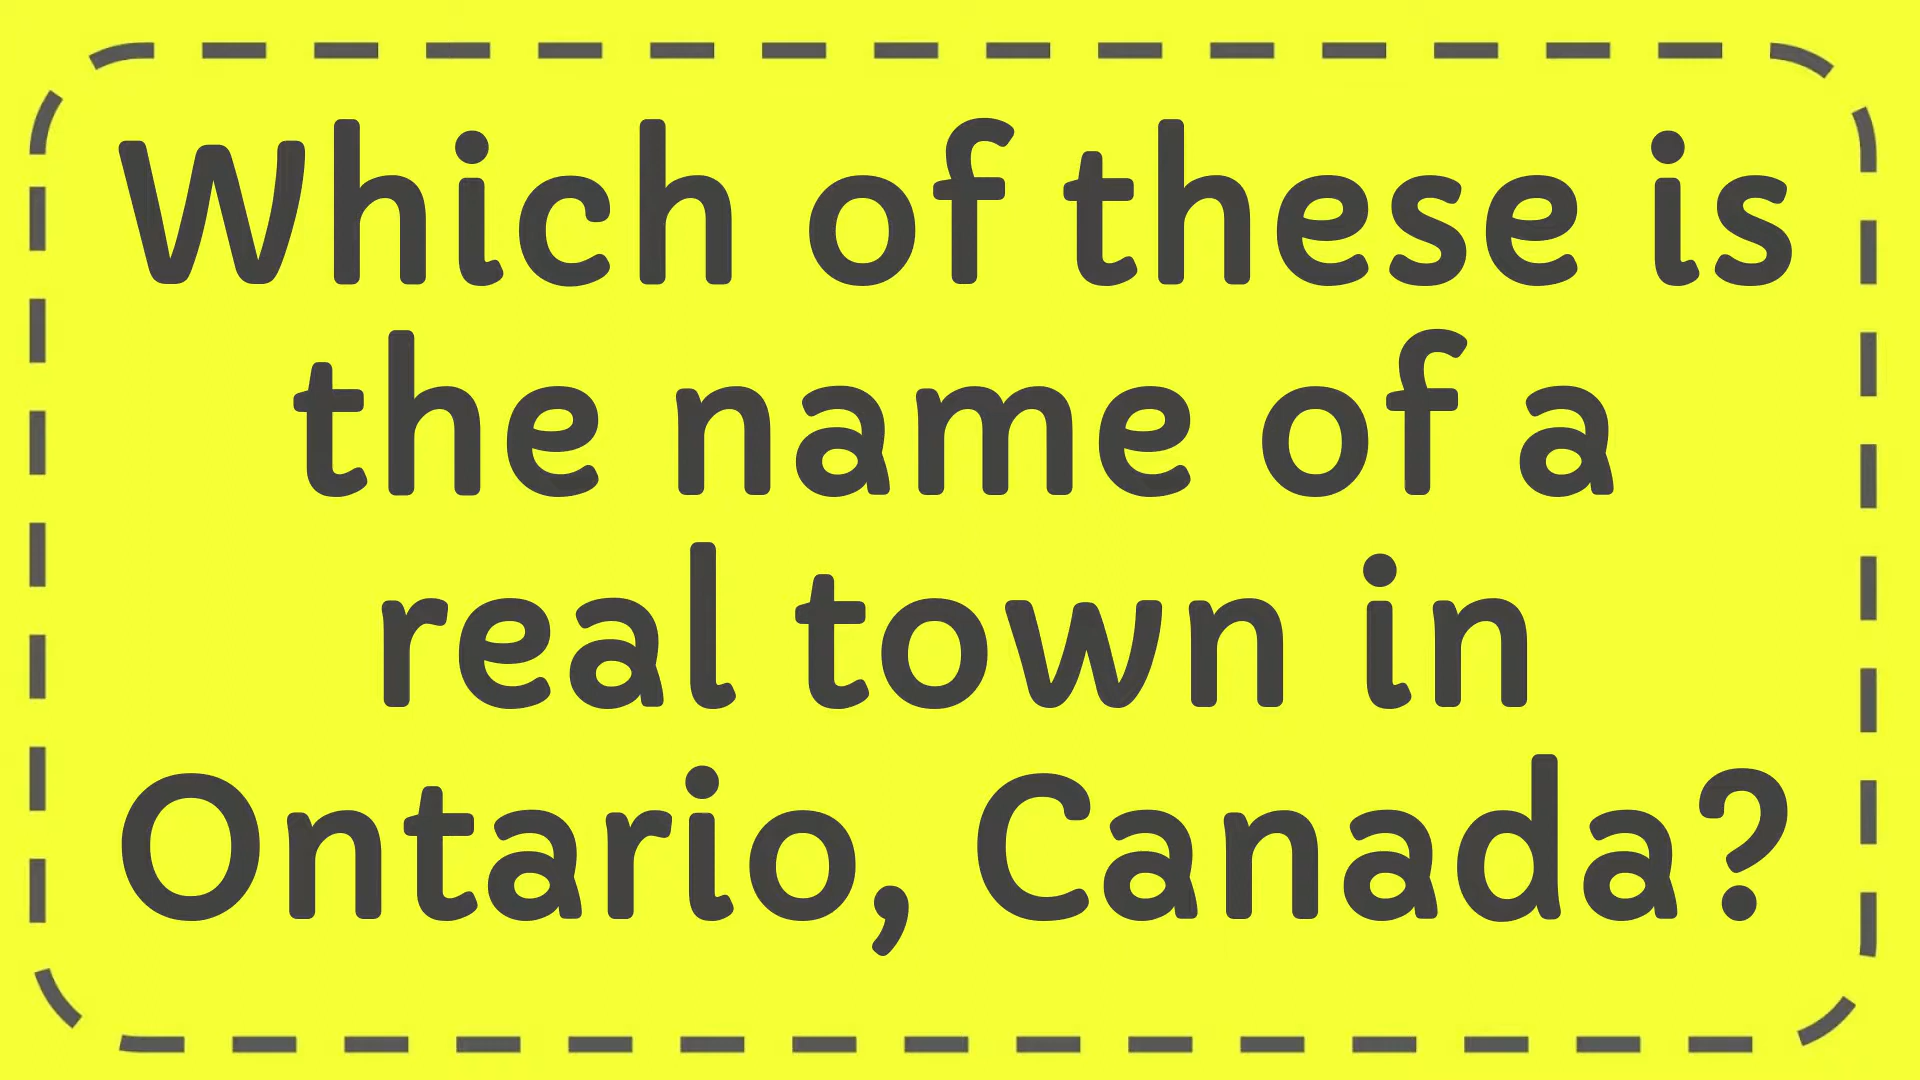 Which of these is
the name of a
real town in
Ontario, Canada?